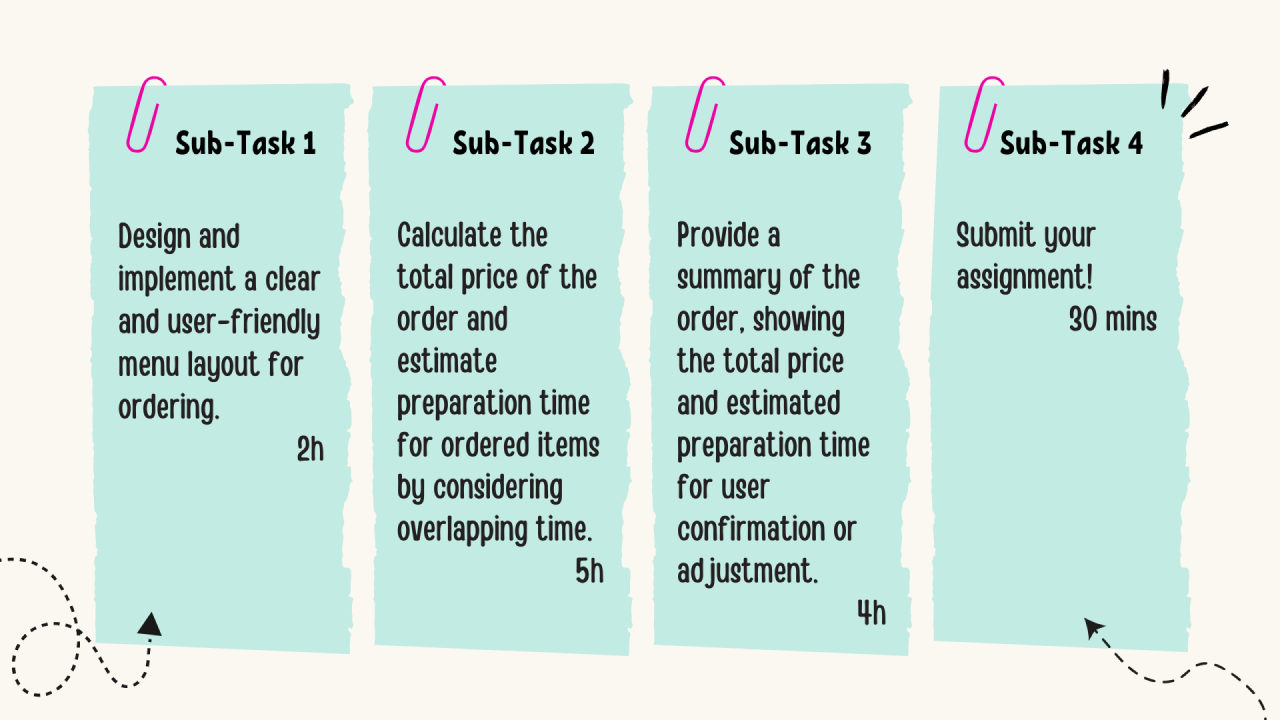 Sub-Task 1
Design and
implement a clear
and user-friendly
menu layout for
ordering.
2h
Sub-Task 2
Calculate the
total price of the
order and
estimate
preparation time
for ordered items
by considering
overlapping time.
5h
Sub-Task 3
Provide a
summary of the
order, showing
the total price
and estimated
preparation time
for user
confirmation or
adjustment.
4h
Sub-Task 4
Submit your
assignment!
30 mins